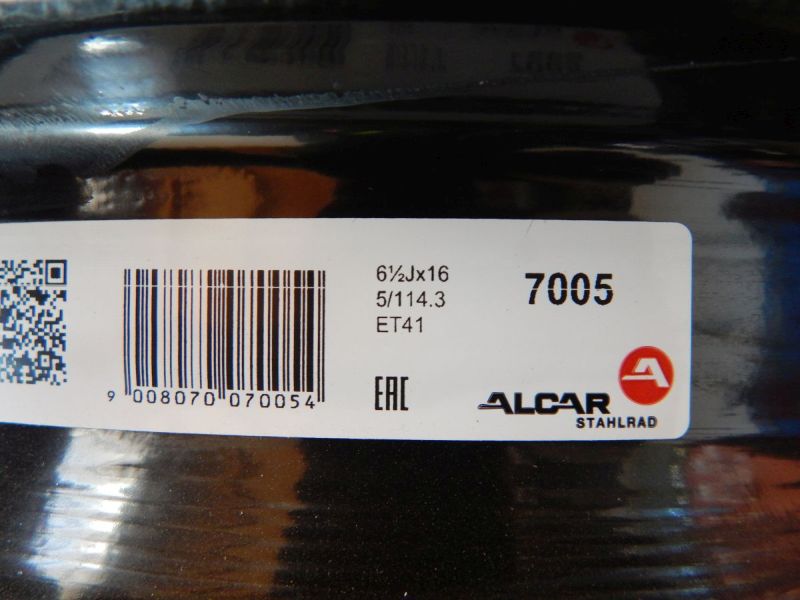 6½Jx16
5/114.3
ET41
7005
9 008070 070054
EAC
A
ALCAR
STAHLRAD